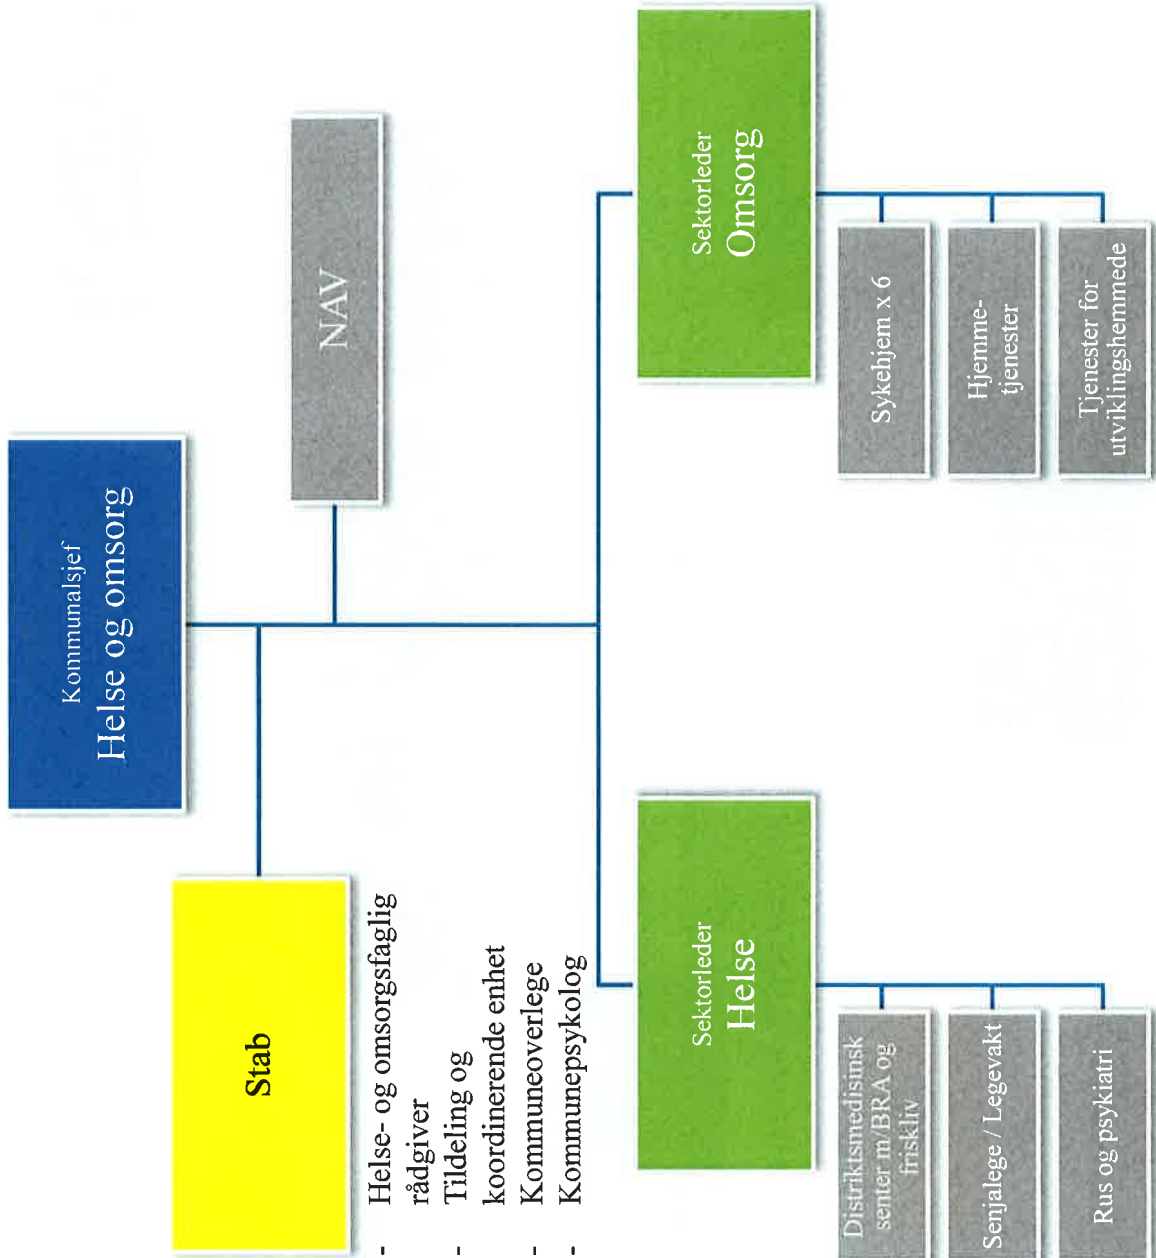 Kommunalsjef
Helse og omsorg
Stab
- Helse- og omsorgsfaglig
rådgiver
- Tildeling og
koordinerende enhet
- Kommuneoverlege
- Kommunepsykolog
NAV
Sektorleder
Helse
Distriktsmedisinsk
senter m/BRA og
friskliv
Senjalege / Legevakt
Rus og psykiatri
Sektorleder
Omsorg
Sykehjem x 6
Hjemme-
tjenester
Tjenester for
utviklingshemmede